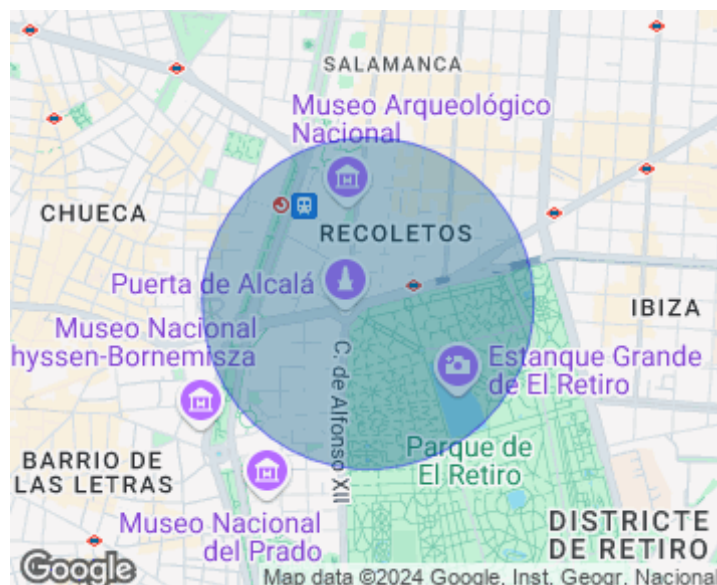 SALAMANCA
Museo Arqueológico
Nacional
CHUECA
RECOLETOS
Puerta de Alcalá
IBIZA
Museo Nacional
hyssen-Bornemisza
Estanque Grande
de El Retiro
C. de Alfonso XII
Parque de
El Retiro
BARRIO DE
LAS LETRAS
Museo Nacional
del Prado
DISTRICTE
DE RETIRO
Google
Map data ©2024 Google, Inst. Geogr. Nacional